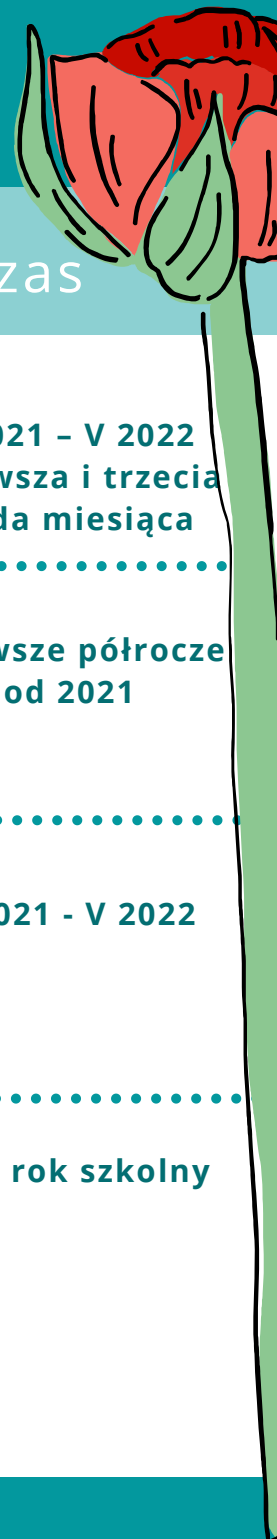 zas
021 – V 2022
wsza i trzecia
da miesiąca
wsze półrocze
od 2021
021 - V 2022
rok szkolny